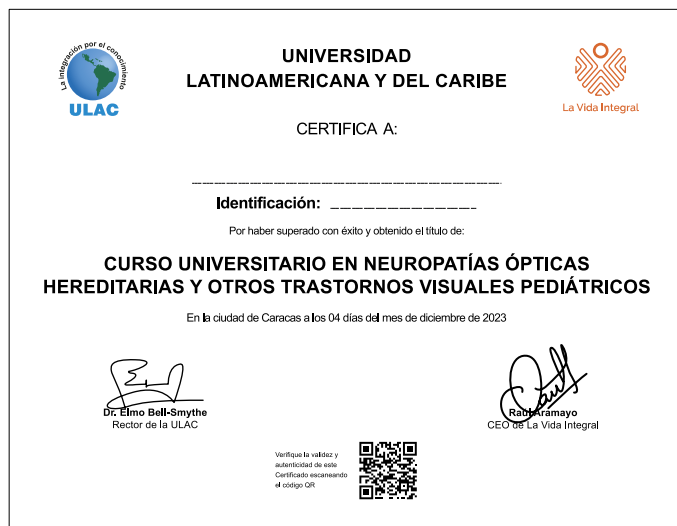 La integración por el conocimiento
ULAC
UNIVERSIDAD
LATINOAMERICANA Y DEL CARIBE
La Vida Integral
CERTIFICA A:
Identificación:
Por haber superado con éxito y obtenido el título de:
CURSO UNIVERSITARIO EN NEUROPATÍAS ÓPTICAS
HEREDITARIAS Y OTROS TRASTORNOS VISUALES PEDIÁTRICOS
En la ciudad de Caracas a los 04 días del mes de diciembre de 2023
Dr. Elmo Bell-Smythe
Rector de la ULAC
Raúl Aramayo
CEO de La Vida Integral
Verifique la validez y
autenticidad de este
Certificado escaneando
el código QR